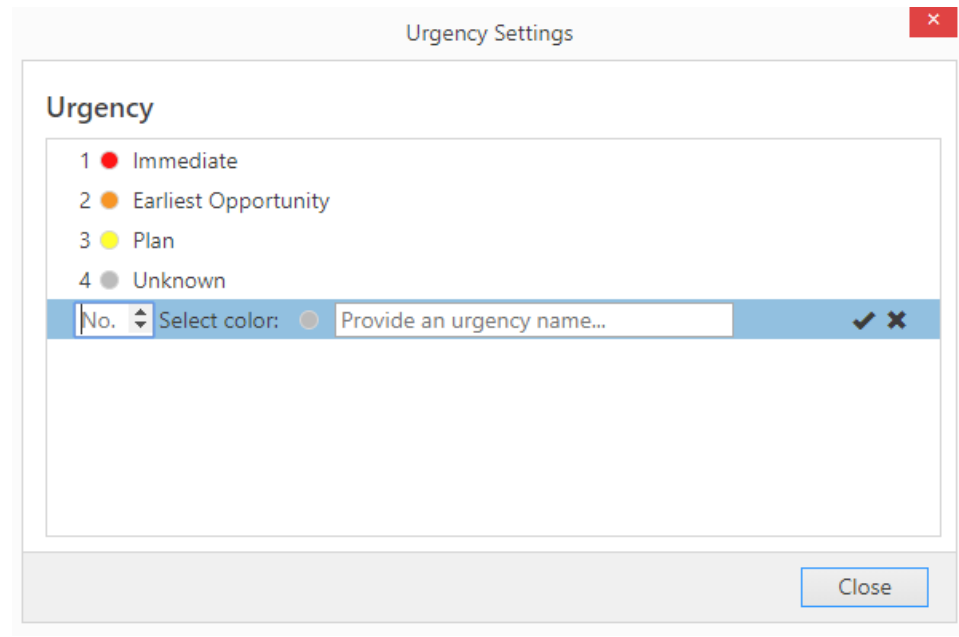 Urgency Settings
Urgency
1 Immediate
2 Earliest Opportunity
3 Plan
4 Unknown
No. Select color: Provide an urgency name...
Close